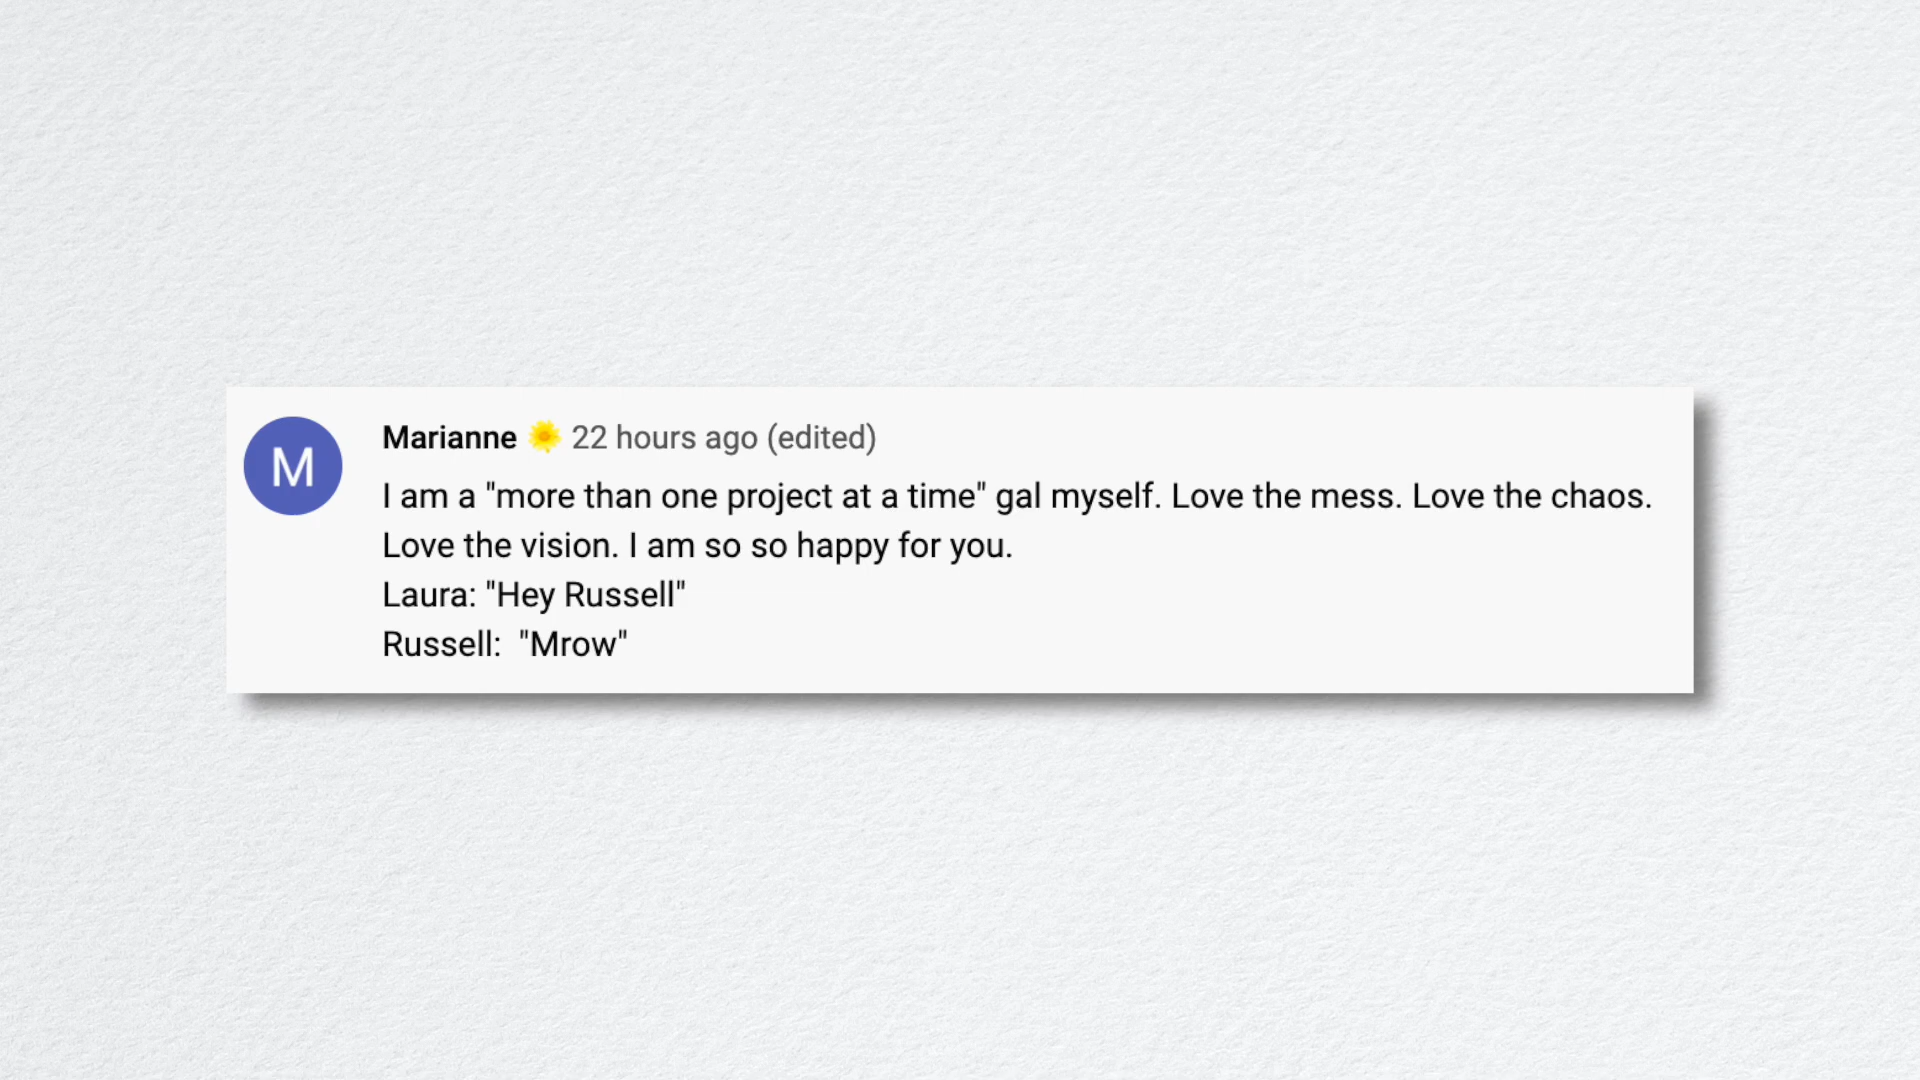 M
Marianne 22 hours ago (edited)
I am a "more than one project at a time" gal myself. Love the mess. Love the chaos.
Love the vision. I am so so happy for you.
Laura: "Hey Russell"
Russell:  "Mrow"